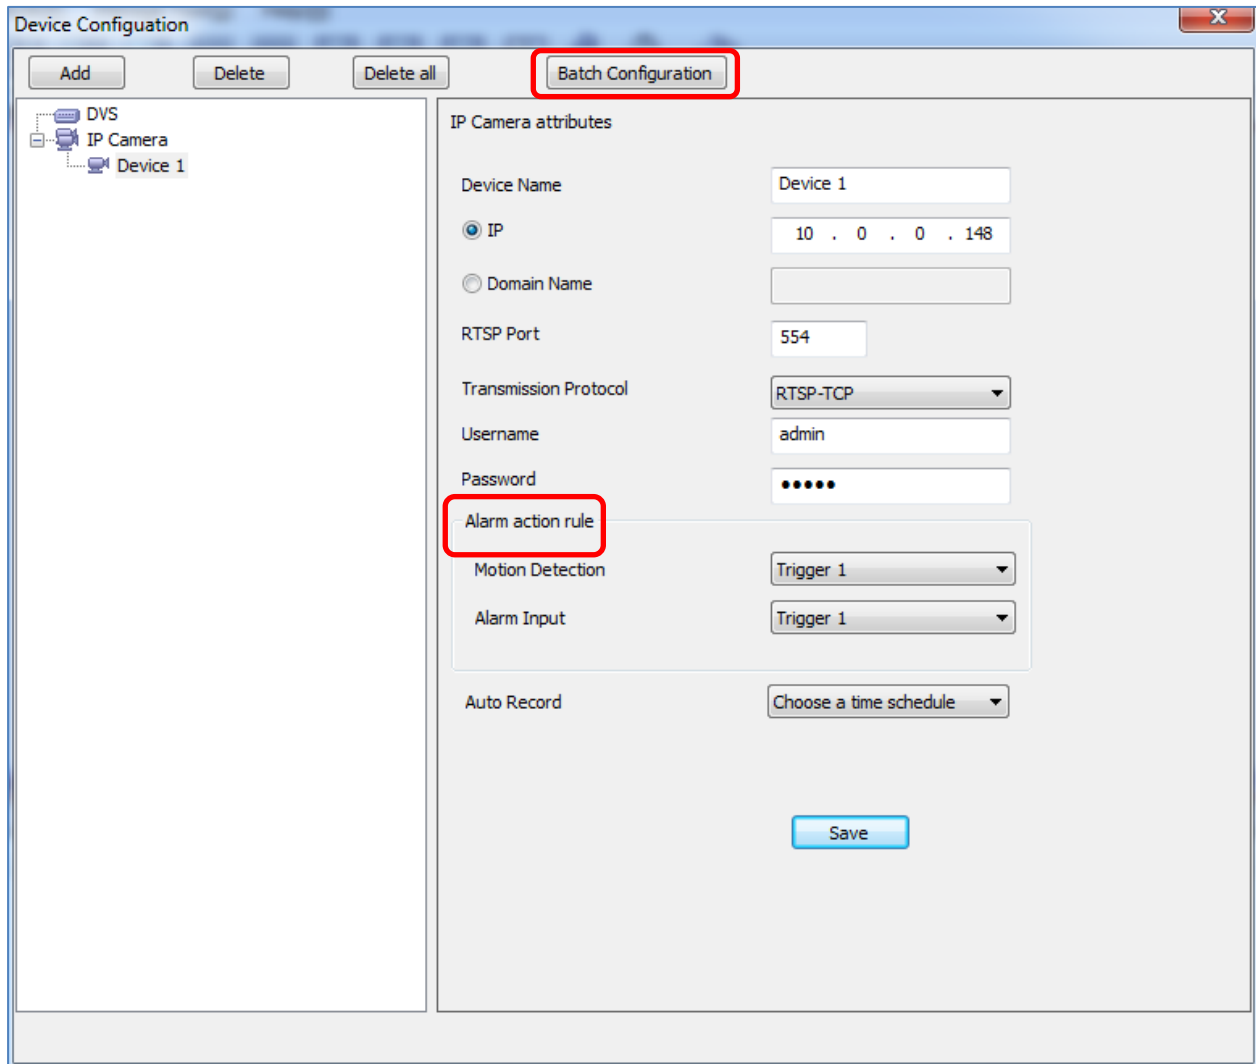 Device Configuation
Add Delete Delete all Batch Configuration
DVS
IP Camera
Device 1
IP Camera attributes
Device Name Device 1
IP 10 . 0 . 0 . 148
Domain Name
RTSP Port 554
Transmission Protocol RTSP-TCP
Username admin
Password •••••
Alarm action rule
Motion Detection Trigger 1
Alarm Input Trigger 1
Auto Record Choose a time schedule
Save